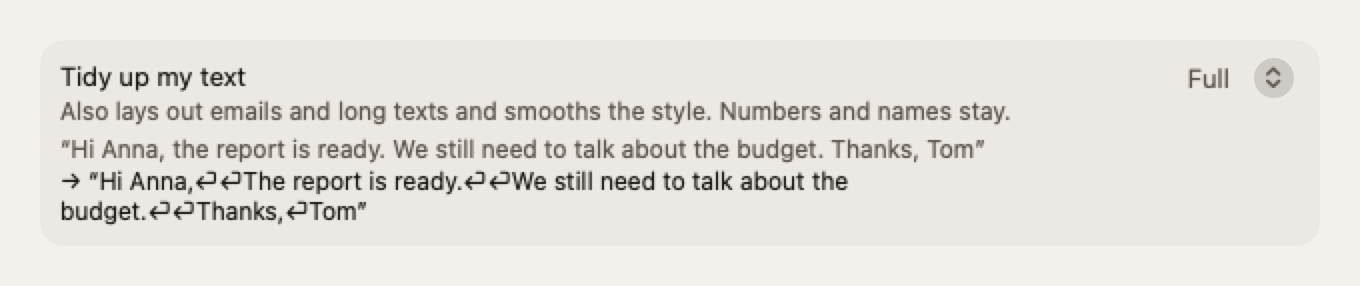 Tidy up my text
Full
Also lays out emails and long texts and smooths the style. Numbers and names stay.
“Hi Anna, the report is ready. We still need to talk about the budget. Thanks, Tom”
→ “Hi Anna,↩↩The report is ready.↩↩We still need to talk about the
budget.↩↩Thanks,↩Tom”